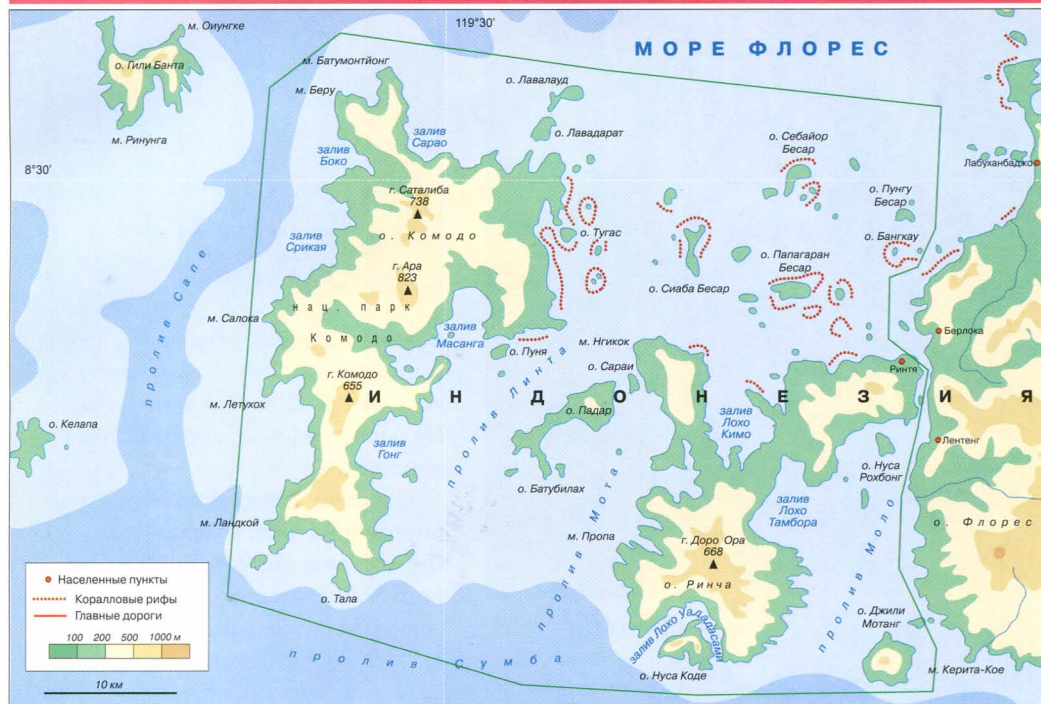 119°30'
м. Оиунгке
МОРЕ ФЛОРЕС
о. Гили Банта
м. Батумонтйонг
м. Беру
о. Лавалауд
залив
Сарао
о. Лавадарат
м. Ринунга
залив
Боко
о. Себайор
Бесар
8°30'
Лабуханбаджо
г. Саталиба
738
о. Пунгу
Бесар
залив
Срикая
о. Комодо
о. Тугас
о. Бангкау
г. Ара
823
о. Папагаран
Бесар
о. Сиаба Бесар
пролив Сапе
нац. парк
Комодо
м. Салока
залив
Масанга
Берлока
о. Пуня
м. Нгикок
о. Сараи
Ринтя
г. Комодо
655
ИНДОНЕЗИЯ
м. Летухох
о. Падар
залив
Лохо
Кимо
о. Келапа
залив
Гонг
пролив Линта
Лентенг
о. Нуса
Рохбонг
о. Батубилах
залив
Лохо
Тамбора
м. Ландкой
пролив Мота
м. Пропа
г. Доро Ора
668
о. Флорес
о. Ринча
пролив Моло
о. Тала
о. Джили
Мотанг
залив Лохо Уададасами
пролив Сумба
о. Нуса Коде
м. Керита-Кое
Населенные пункты
Коралловые рифы
Главные дороги
100 200 500 1000 м
10 км